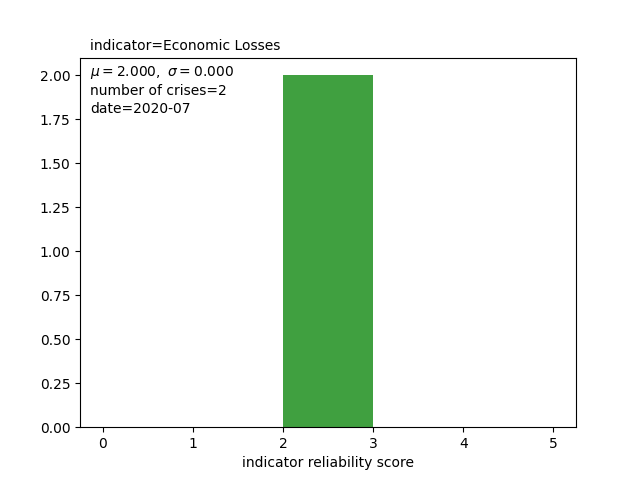 indicator=Economic Losses
μ = 2.000, σ = 0.000
number of crises=2
date=2020-07
2.00
1.75
1.50
1.25
1.00
0.75
0.50
0.25
0.00
0 1 2 3 4 5
indicator reliability score